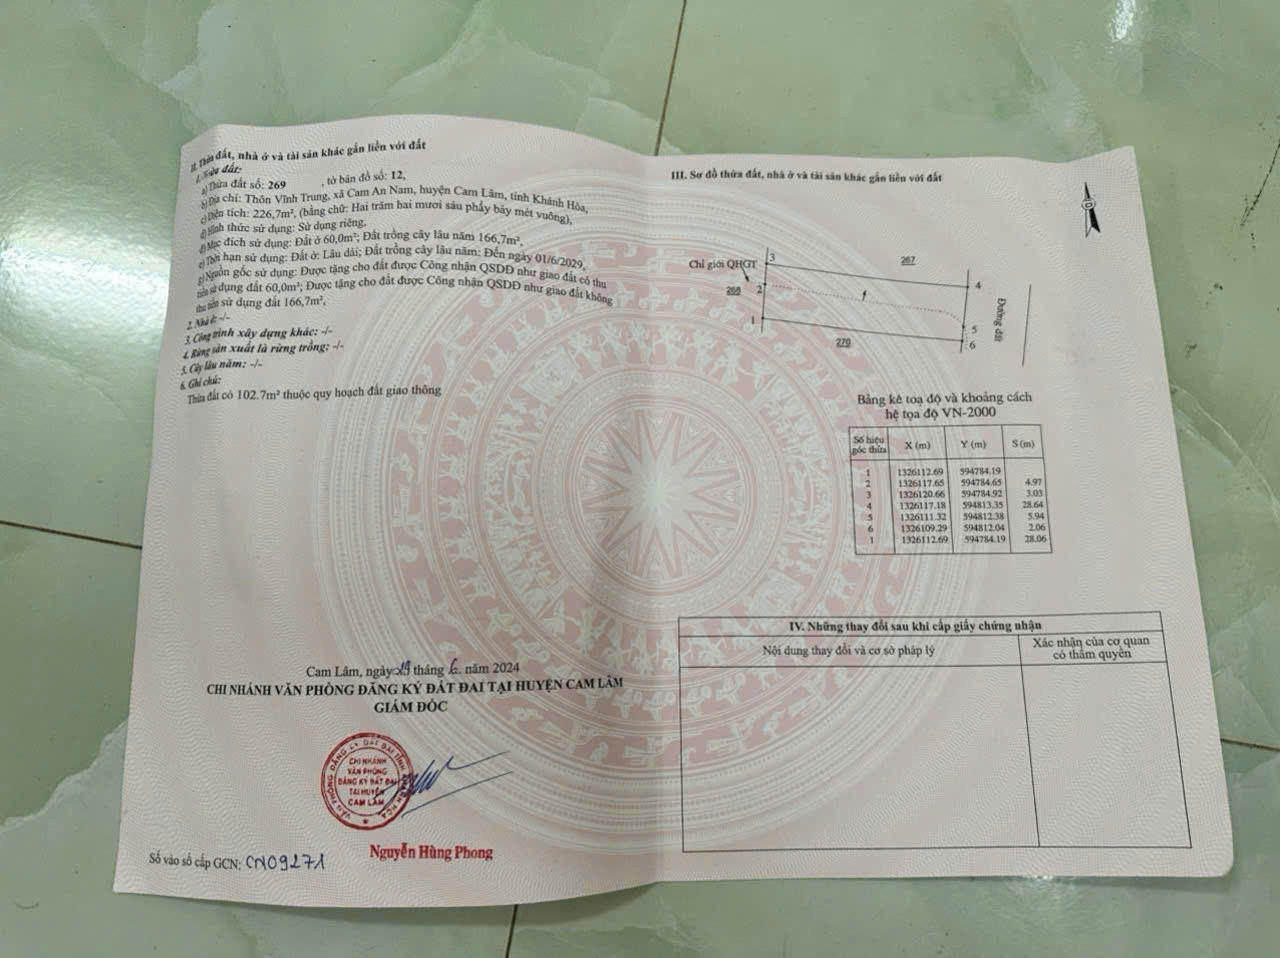 II. Thửa đất, nhà ở và tài sản khác gắn liền với đất
1. Thửa đất:
a) Thửa đất số: 269 , tờ bản đồ số: 12,
b) Địa chỉ: Thôn Vĩnh Trung, xã Cam An Nam, huyện Cam Lâm, tỉnh Khánh Hòa,
c) Diện tích: 226,7m², (bằng chữ: Hai trăm hai mươi sáu phẩy bảy mét vuông),
d) Hình thức sử dụng: Sử dụng riêng,
đ) Mục đích sử dụng: Đất ở 60,0m²; Đất trồng cây lâu năm 166,7m²,
e) Thời hạn sử dụng: Đất ở: Lâu dài; Đất trồng cây lâu năm: Đến ngày 01/6/2029,
g) Nguồn gốc sử dụng: Được tặng cho đất được Công nhận QSDĐ như giao đất có thu
tiền sử dụng đất 60,0m²; Được tặng cho đất được Công nhận QSDĐ như giao đất không
thu tiền sử dụng đất 166,7m²,
2. Nhà ở: -/-
3. Công trình xây dựng khác: -/-
4. Rừng sản xuất là rừng trồng: -/-
5. Cây lâu năm: -/-
6. Ghi chú:
Thửa đất có 102.7m² thuộc quy hoạch đất giao thông
Cam Lâm, ngày 19 tháng 6 năm 2024
CHI NHÁNH VĂN PHÒNG ĐĂNG KÝ ĐẤT ĐAI TẠI HUYỆN CAM LÂM
GIÁM ĐỐC
VĂN PHÒNG ĐĂNG KÝ ĐẤT ĐAI TỈNH KHÁNH HÒA
CHI NHÁNH
VĂN PHÒNG
ĐĂNG KÝ ĐẤT ĐAI
TẠI HUYỆN
CAM LÂM
Nguyễn Hùng Phong
Số vào sổ cấp GCN: CN09271
III. Sơ đồ thửa đất, nhà ở và tài sản khác gắn liền với đất
Chỉ giới QHGT
3
267
4
268
2
f
1
5
270
6
Đường đất
Bảng kê toạ độ và khoảng cách
hệ tọa độ VN-2000
Số hiệu góc thửa X (m) Y (m) S (m)
1 1326112.69 594784.19
2 1326117.65 594784.65 4.97
3 1326120.66 594784.92 3.03
4 1326117.18 594813.35 28.64
5 1326111.32 594812.38 5.94
6 1326109.29 594812.04 2.06
1 1326112.69 594784.19 28.06
IV. Những thay đổi sau khi cấp giấy chứng nhận
Nội dung thay đổi và cơ sở pháp lý
Xác nhận của cơ quan
có thẩm quyền